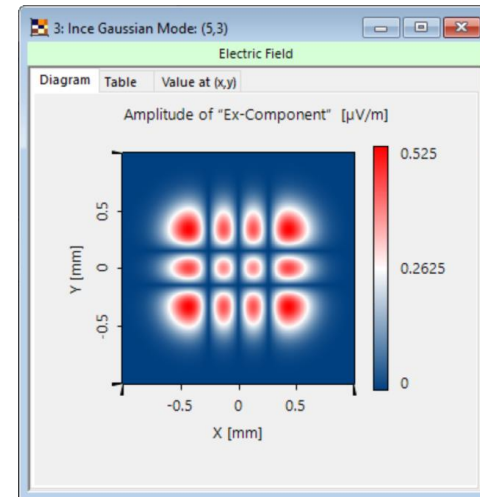 3: Ince Gaussian Mode: (5,3)
Electric Field
Diagram Table Value at (x,y)
Amplitude of "Ex-Component" [µV/m]
0.525
0.5
0.2625
0
Y [mm]
-0.5
0
-0.5 0 0.5
X [mm]